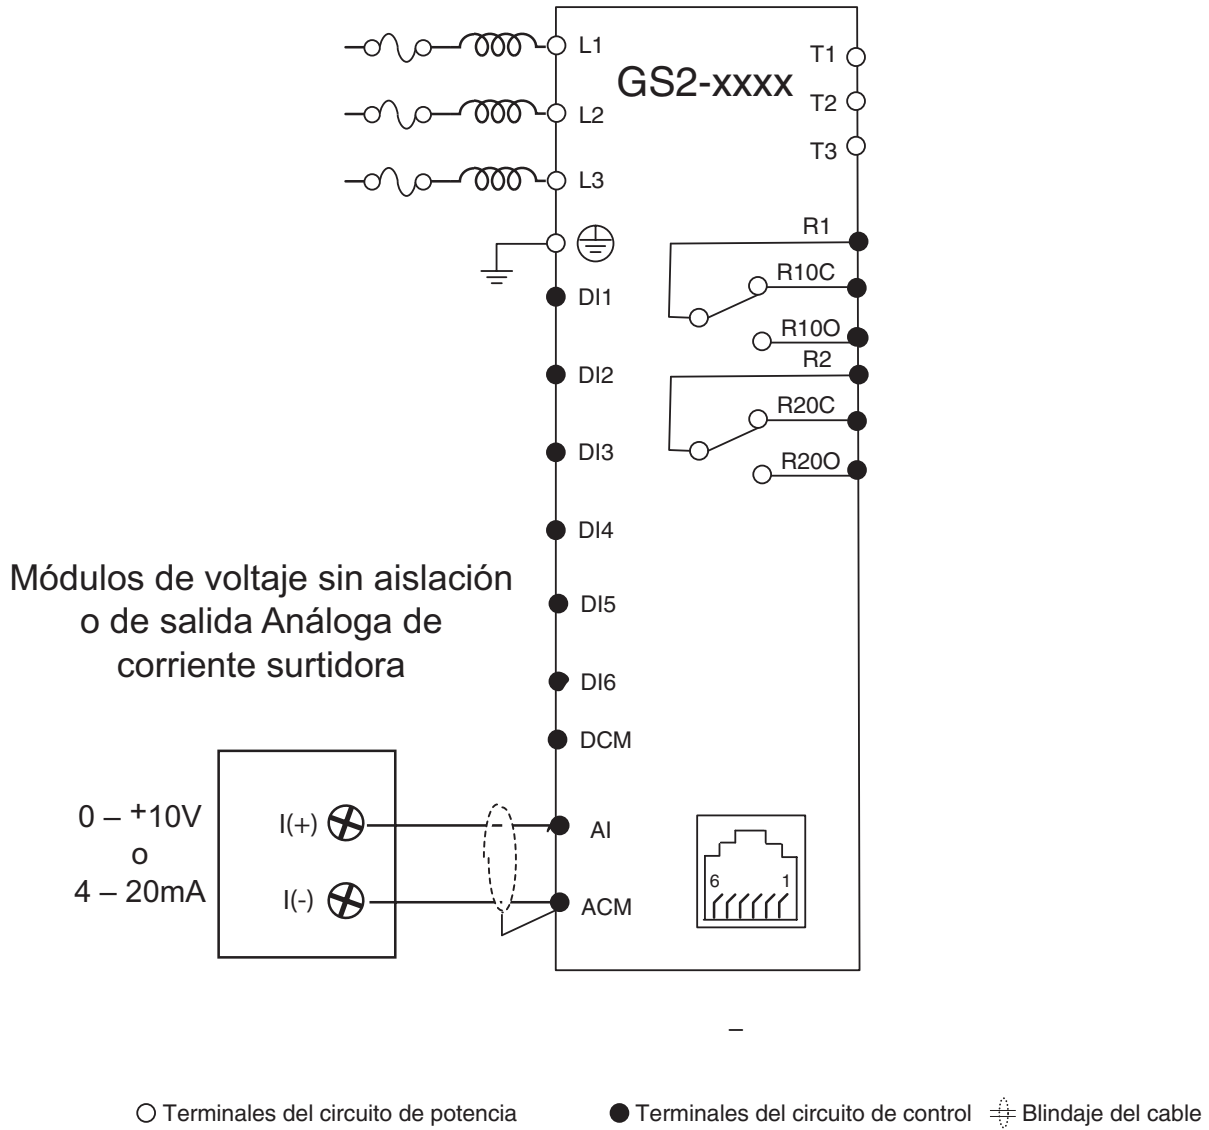 L1
GS2-xxxx
T1
L2
T2
L3
T3
R1
R10C
DI1
R10O
R2
DI2
R20C
DI3
R20O
DI4
Módulos de voltaje sin aislación
o de salida Análoga de
corriente surtidora
DI5
DI6
DCM
0 – +10V
o
4 – 20mA
I(+)
I(-)
AI
ACM
6 1
–
Terminales del circuito de potencia
Terminales del circuito de control
Blindaje del cable